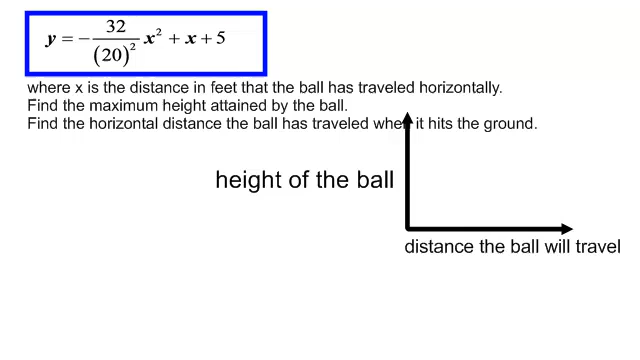 y = -32/(20)² x² + x + 5
where x is the distance in feet that the ball has traveled horizontally.
Find the maximum height attained by the ball.
Find the horizontal distance the ball has traveled when it hits the ground.
height of the ball
distance the ball will travel